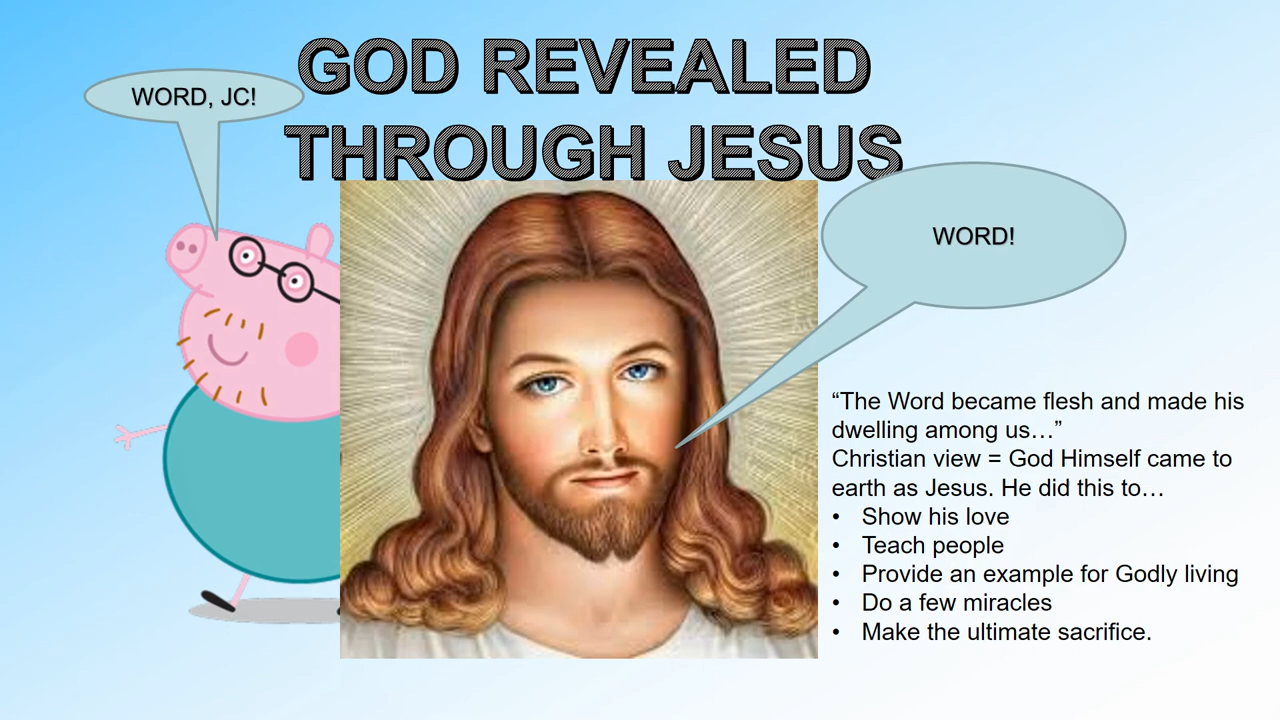 GOD REVEALED
THROUGH JESUS
WORD, JC!
WORD!
“The Word became flesh and made his
dwelling among us…”
Christian view = God Himself came to
earth as Jesus. He did this to…
• Show his love
• Teach people
• Provide an example for Godly living
• Do a few miracles
• Make the ultimate sacrifice.